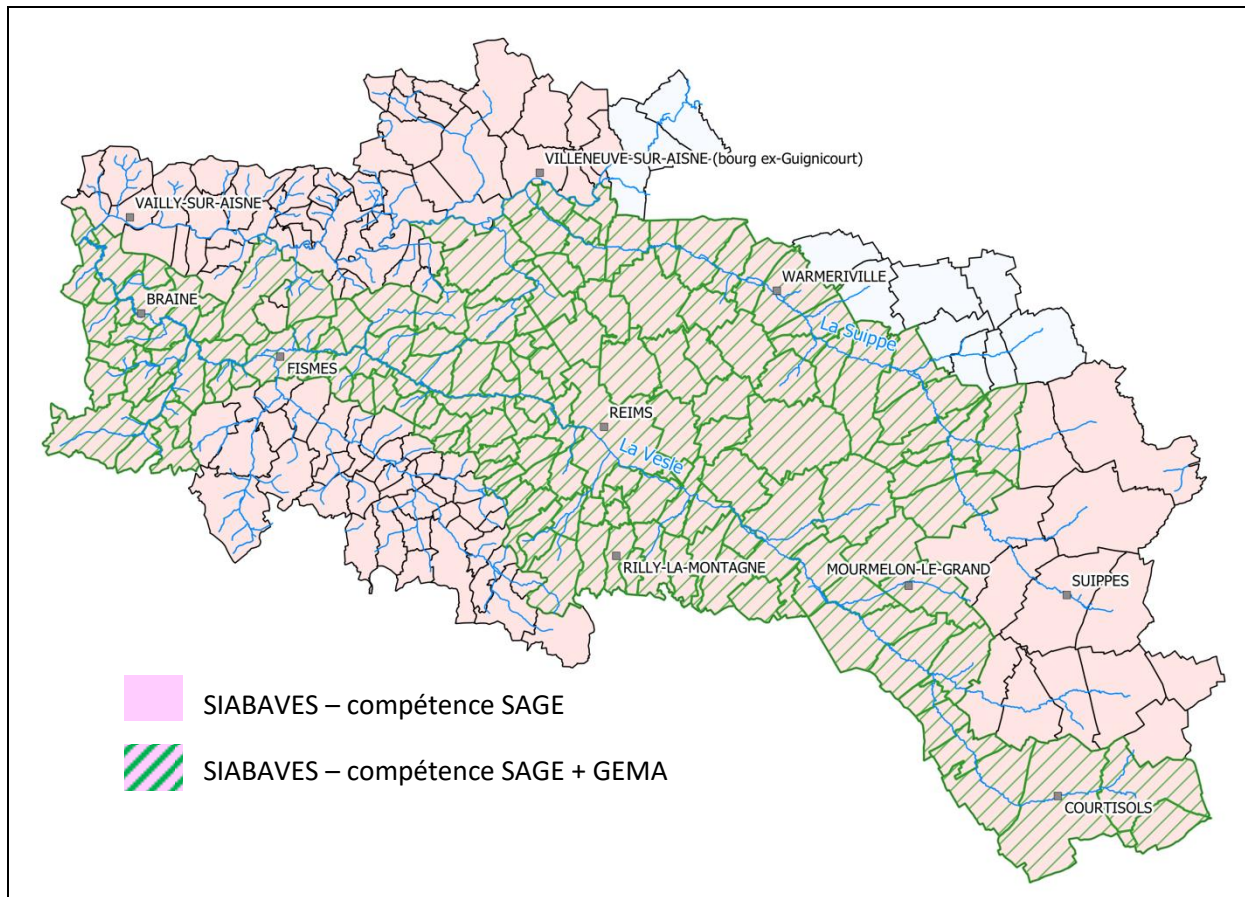 VILLENEUVE-SUR-AISNE (bourg ex-Guignicourt)
VAILLY-SUR-AISNE
WARMERIVILLE
BRAINE
La Suippe
FISMES
REIMS
La Vesle
RILLY-LA-MONTAGNE
MOURMELON-LE-GRAND
SUIPPES
SIABAVES – compétence SAGE
SIABAVES – compétence SAGE + GEMA
COURTISOLS